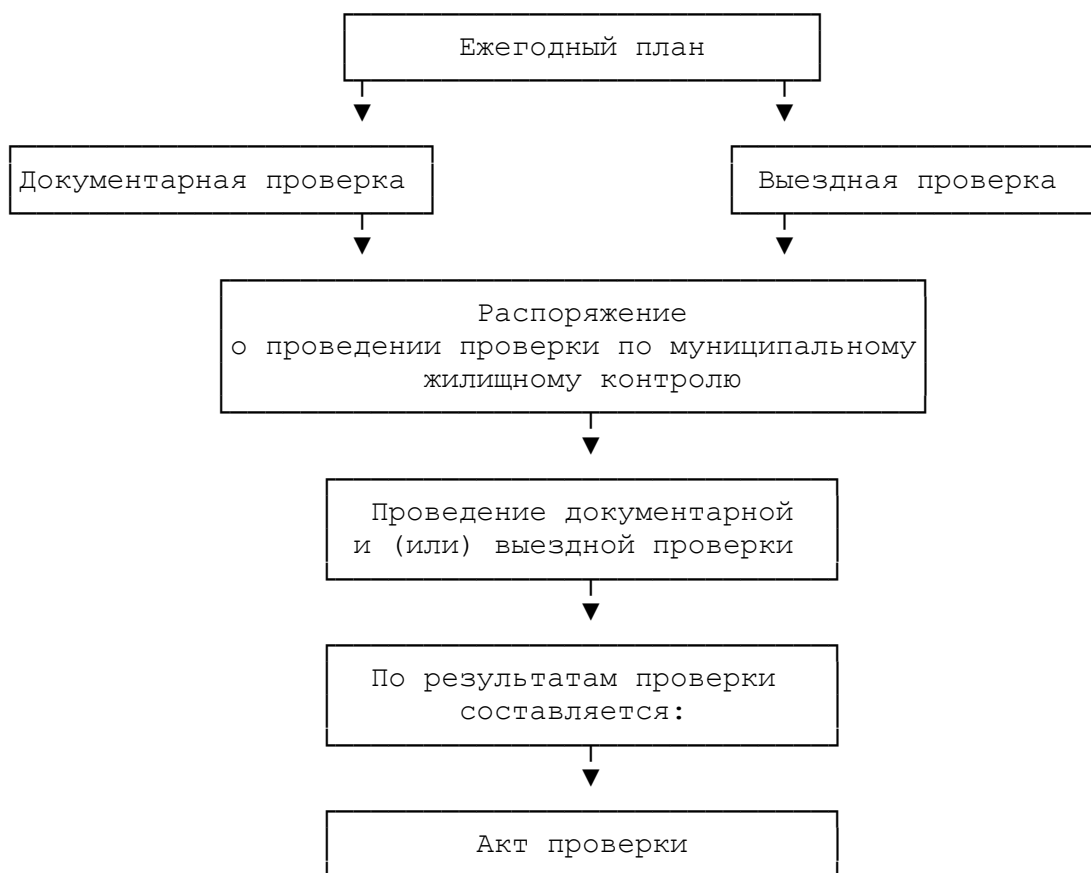 Ежегодный план
Документарная проверка
Выездная проверка
Распоряжение
о проведении проверки по муниципальному
жилищному контролю
Проведение документарной
и (или) выездной проверки
По результатам проверки
составляется:
Акт проверки